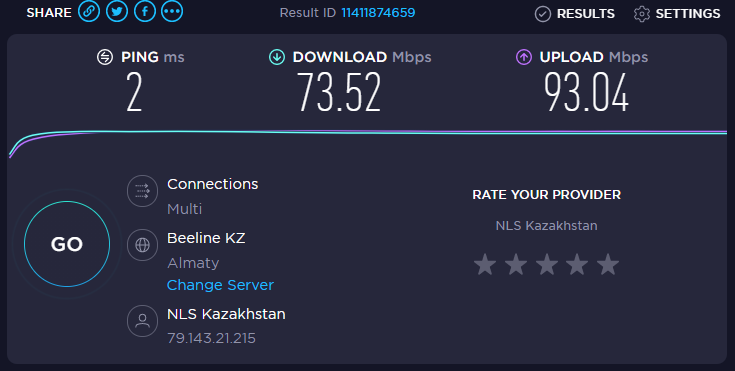 SHARE
Result ID 11411874659
RESULTS
SETTINGS
PING ms
2
DOWNLOAD Mbps
73.52
UPLOAD Mbps
93.04
GO
Connections
Multi
Beeline KZ
Almaty
Change Server
NLS Kazakhstan
79.143.21.215
RATE YOUR PROVIDER
NLS Kazakhstan